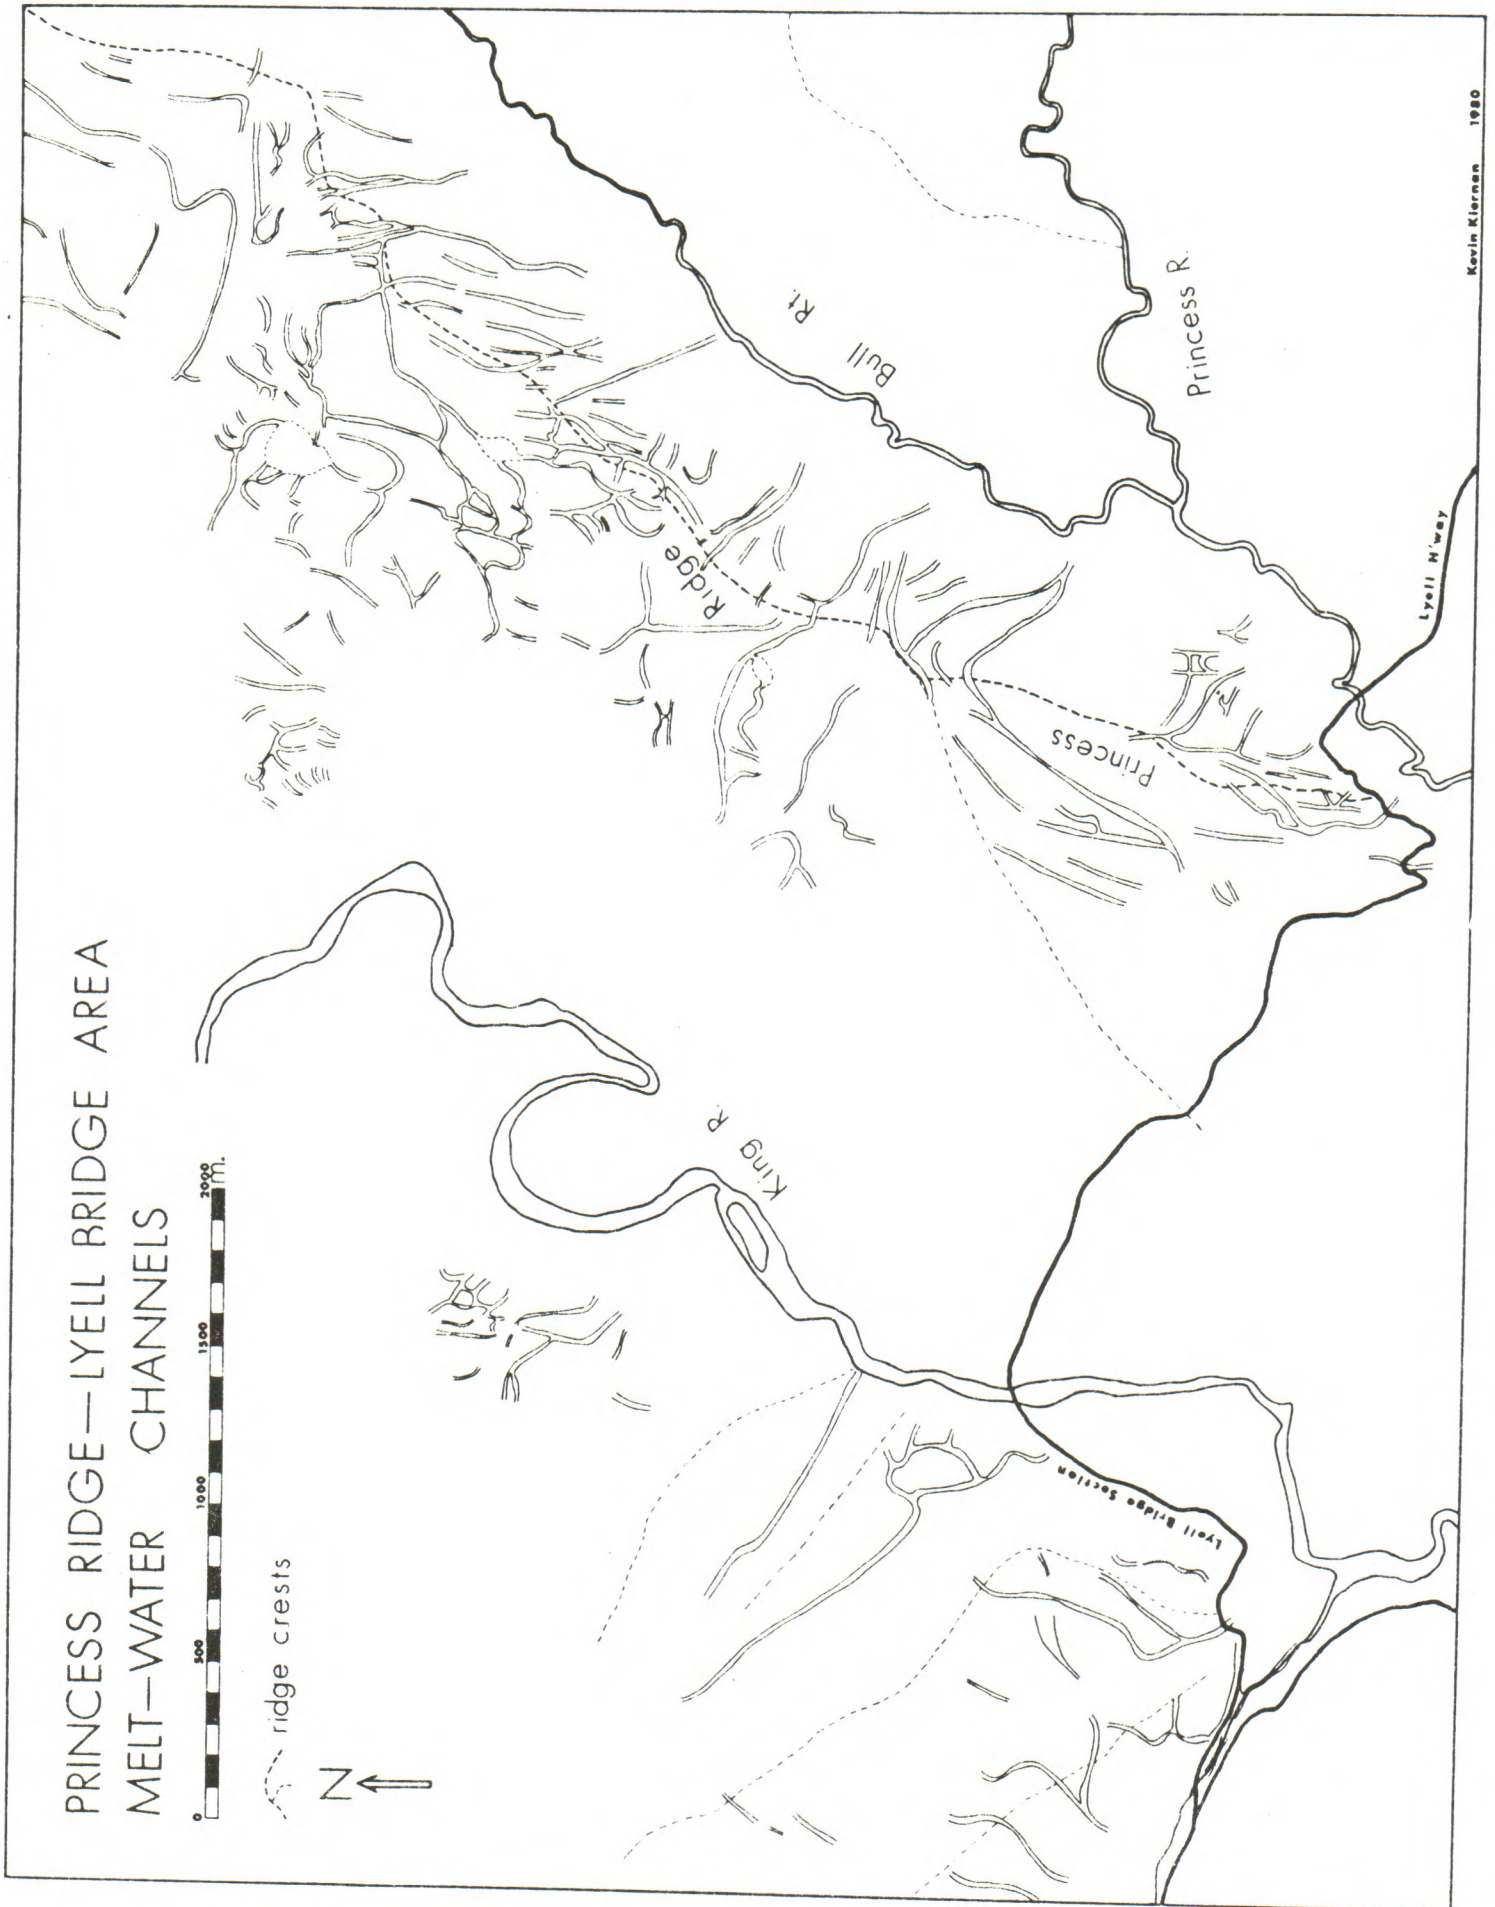 PRINCESS RIDGE—LYELL BRIDGE AREA
MELT—WATER CHANNELS
0 500 1000 1500 2000
m.
ridge crests
N
King R.
Lyell Bridge Section
Princess
Ridge
Bull Rt.
Princess R.
Lyell H'way
Kevin Kiernan 1980